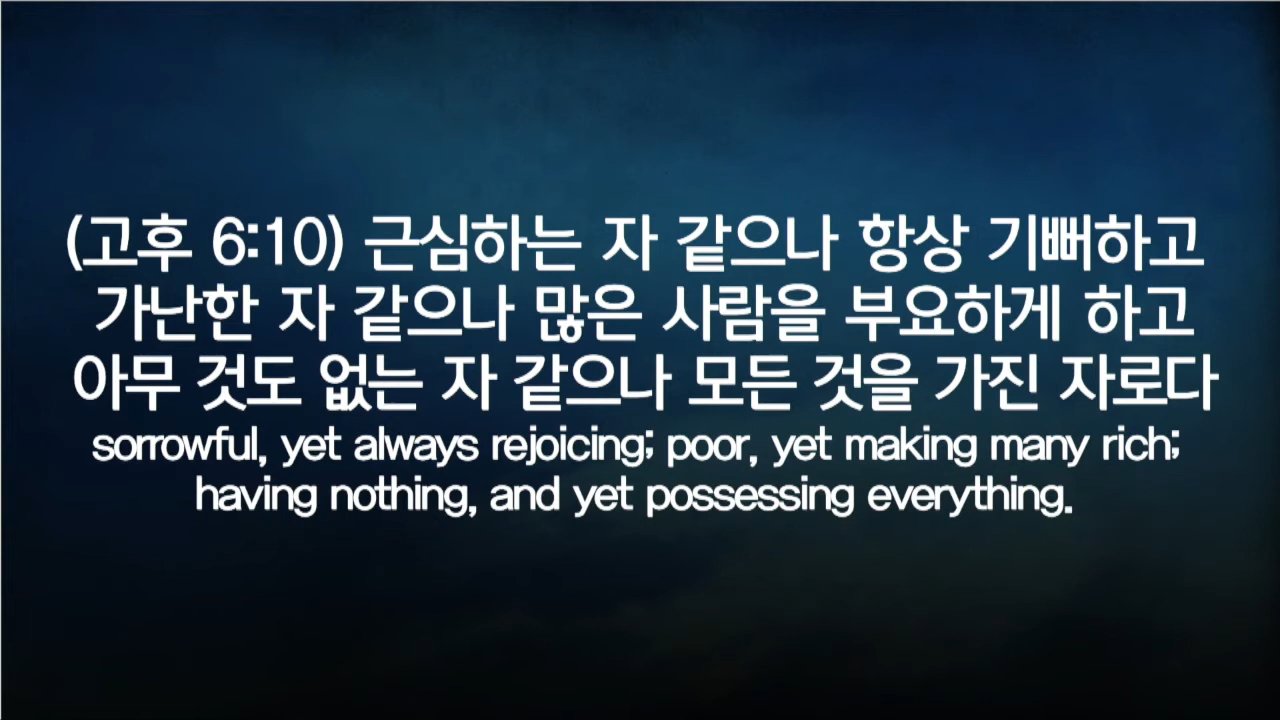 (고후 6:10) 근심하는 자 같으나 항상 기뻐하고
가난한 자 같으나 많은 사람을 부요하게 하고
아무 것도 없는 자 같으나 모든 것을 가진 자로다
sorrowful, yet always rejoicing; poor, yet making many rich;
having nothing, and yet possessing everything.